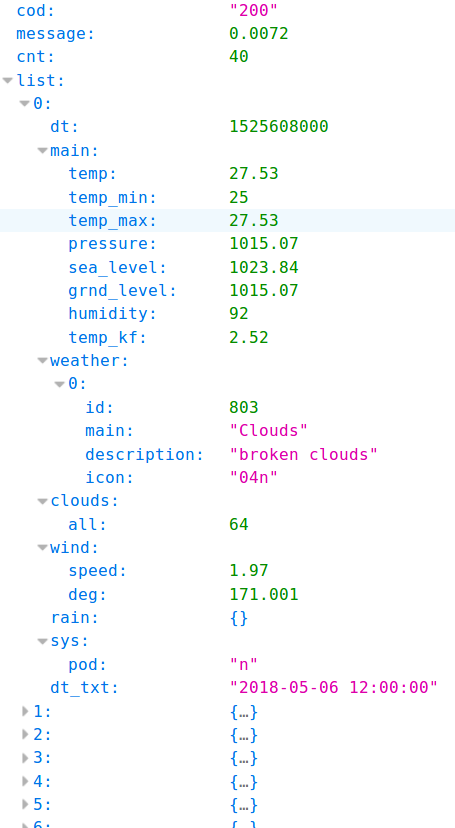 cod: "200"
message: 0.0072
cnt: 40
list:
0:
dt: 1525608000
main:
temp: 27.53
temp_min: 25
temp_max: 27.53
pressure: 1015.07
sea_level: 1023.84
grnd_level: 1015.07
humidity: 92
temp_kf: 2.52
weather:
0:
id: 803
main: "Clouds"
description: "broken clouds"
icon: "04n"
clouds:
all: 64
wind:
speed: 1.97
deg: 171.001
rain: {}
sys:
pod: "n"
dt_txt: "2018-05-06 12:00:00"
1: {…}
2: {…}
3: {…}
4: {…}
5: {…}
6: {…}